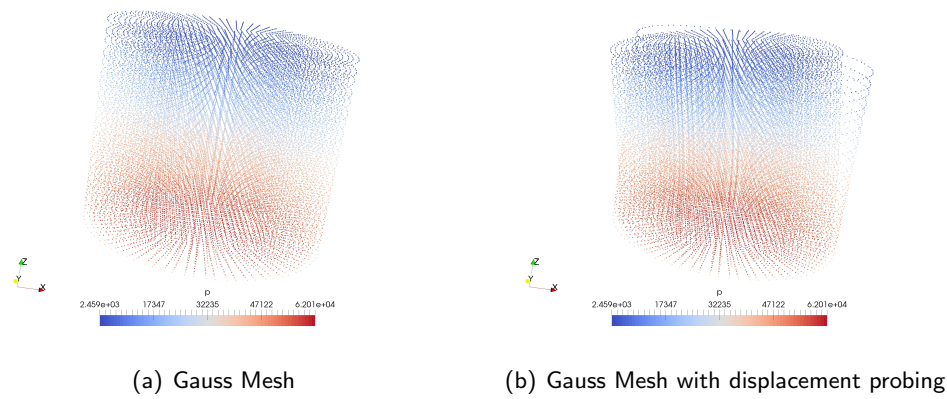 Z
Y
X
p
2.459e+03 17347 32235 47122 6.201e+04
(a) Gauss Mesh
Z
Y
X
p
2.459e+03 17347 32235 47122 6.201e+04
(b) Gauss Mesh with displacement probing